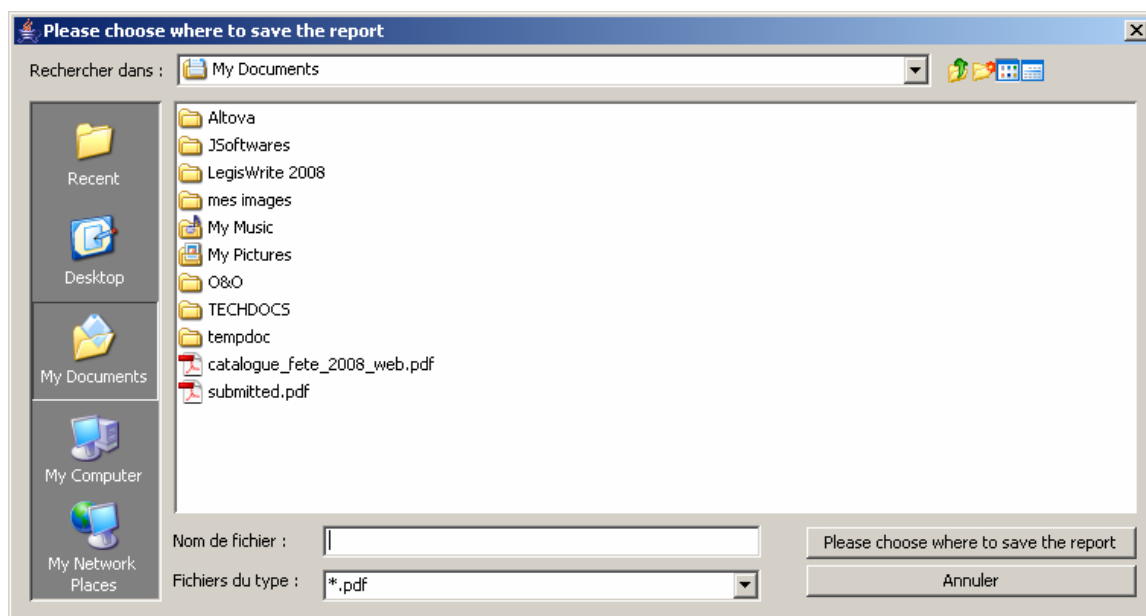 Please choose where to save the report
Rechercher dans :
My Documents
Recent
Desktop
My Documents
My Computer
My Network
Places
Altova
JSoftwares
LegisWrite 2008
mes images
My Music
My Pictures
O&O
TECHDOCS
tempdoc
catalogue_fete_2008_web.pdf
submitted.pdf
Nom de fichier :
Please choose where to save the report
Fichiers du type :
*.pdf
Annuler